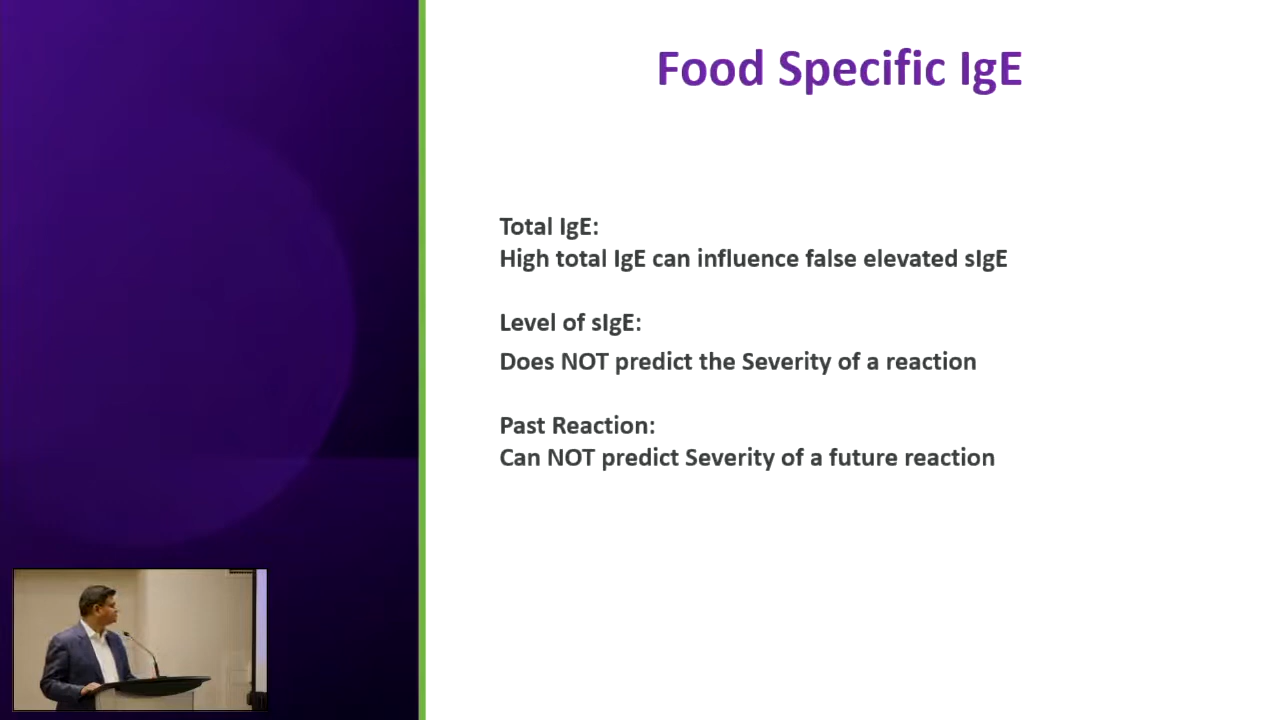 Food Specific IgE
Total IgE:
High total IgE can influence false elevated sIgE
Level of sIgE:
Does NOT predict the Severity of a reaction
Past Reaction:
Can NOT predict Severity of a future reaction